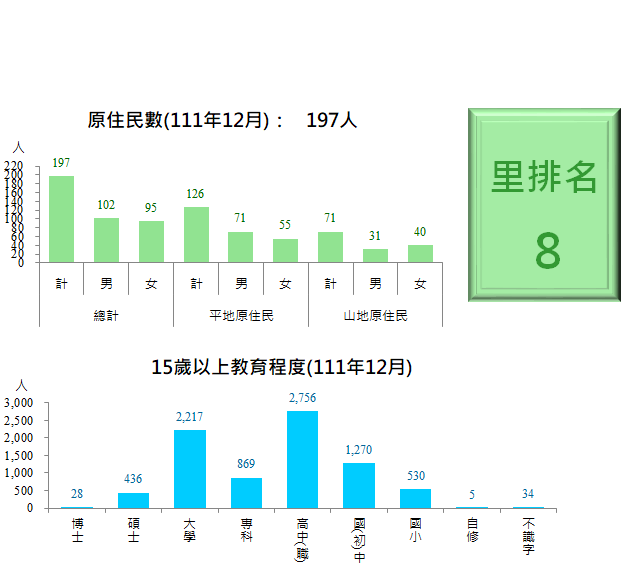 原住民數(111年12月)： 197人
人
220
200
180
160
140
120
100
80
60
40
20
0
197
102
95
126
71
55
71
31
40
計 男 女 計 男 女 計 男 女
總計 平地原住民 山地原住民
里排名
8
15歲以上教育程度(111年12月)
人
3,000
2,500
2,000
1,500
1,000
500
0
28
436
2,217
869
2,756
1,270
530
5
34
博士
碩士
大學
專科
高中(職)
國(初)中
國小
自修
不識字